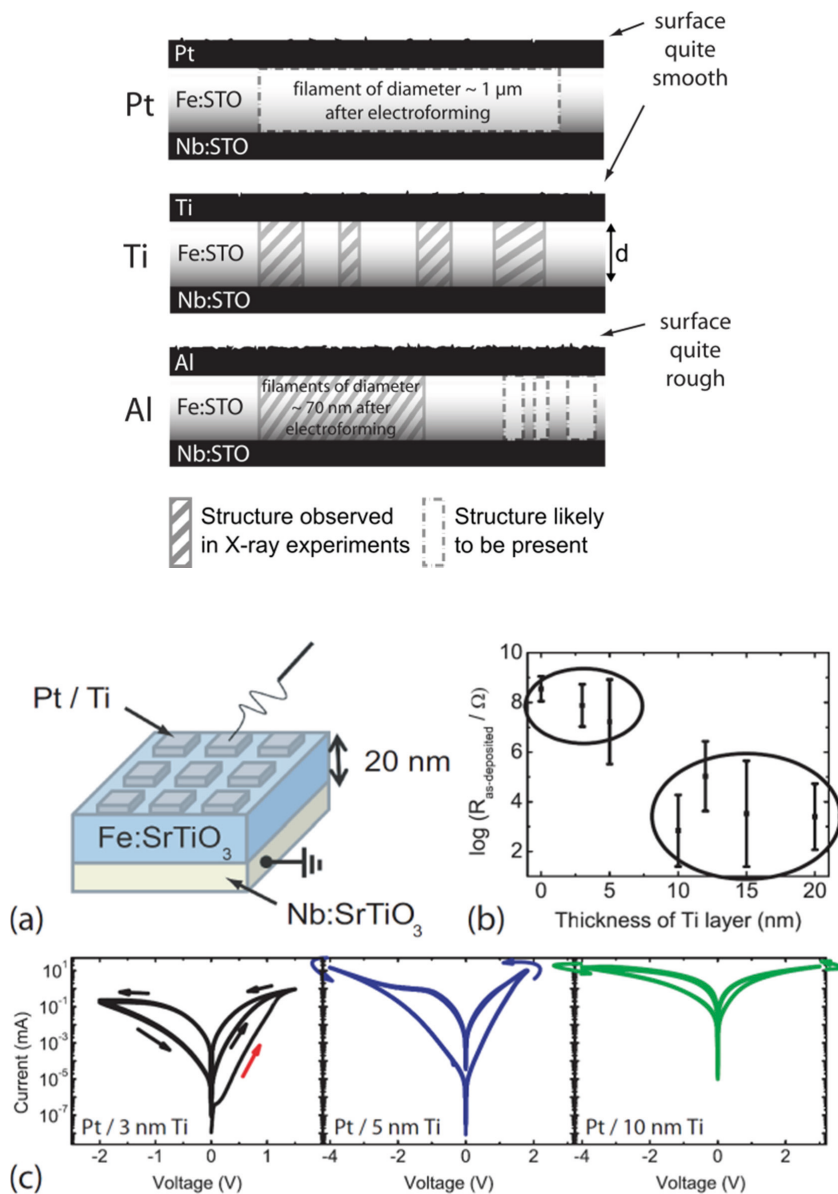 surface
quite
smooth
Pt
Pt
Fe:STO
filament of diameter ~ 1 µm
after electroforming
Nb:STO
Ti
Ti
Fe:STO
d
Nb:STO
surface
quite
rough
Al
Al
Fe:STO
filaments of diameter
~ 70 nm after
electroforming
Nb:STO
Structure observed
in X-ray experiments
Structure likely
to be present
Pt / Ti
20 nm
Fe:SrTiO3
Nb:SrTiO3
(a)
log (Ras-deposited / Ω)
10
8
6
4
2
0 5 10 15 20
Thickness of Ti layer (nm)
(b)
Current (mA)
10^1
10^-1
10^-3
10^-5
10^-7
Pt / 3 nm Ti
Pt / 5 nm Ti
Pt / 10 nm Ti
-2 -1 0 1
-4 -2 0 2
-4 -2 0 2
Voltage (V)
Voltage (V)
Voltage (V)
(c)